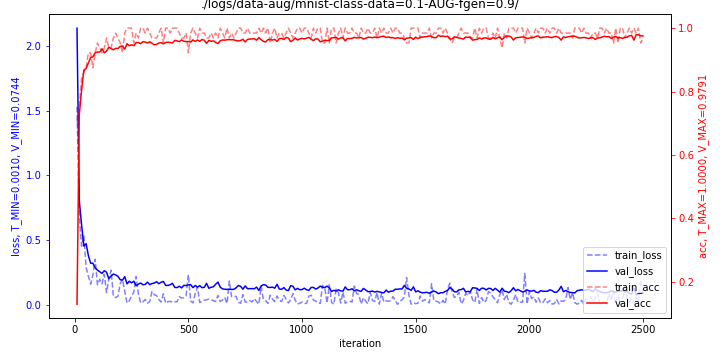 ./logs/data-aug/mnist-class-data=0.1-AUG-fgen=0.9/
loss, T_MIN=0.0010, V_MIN=0.0744
2.0
1.5
1.0
0.5
0.0
0
500
1000
1500
2000
2500
iteration
1.0
0.8
0.6
0.4
0.2
acc, T_MAX=1.0000, V_MAX=0.9791
train_loss
val_loss
train_acc
val_acc